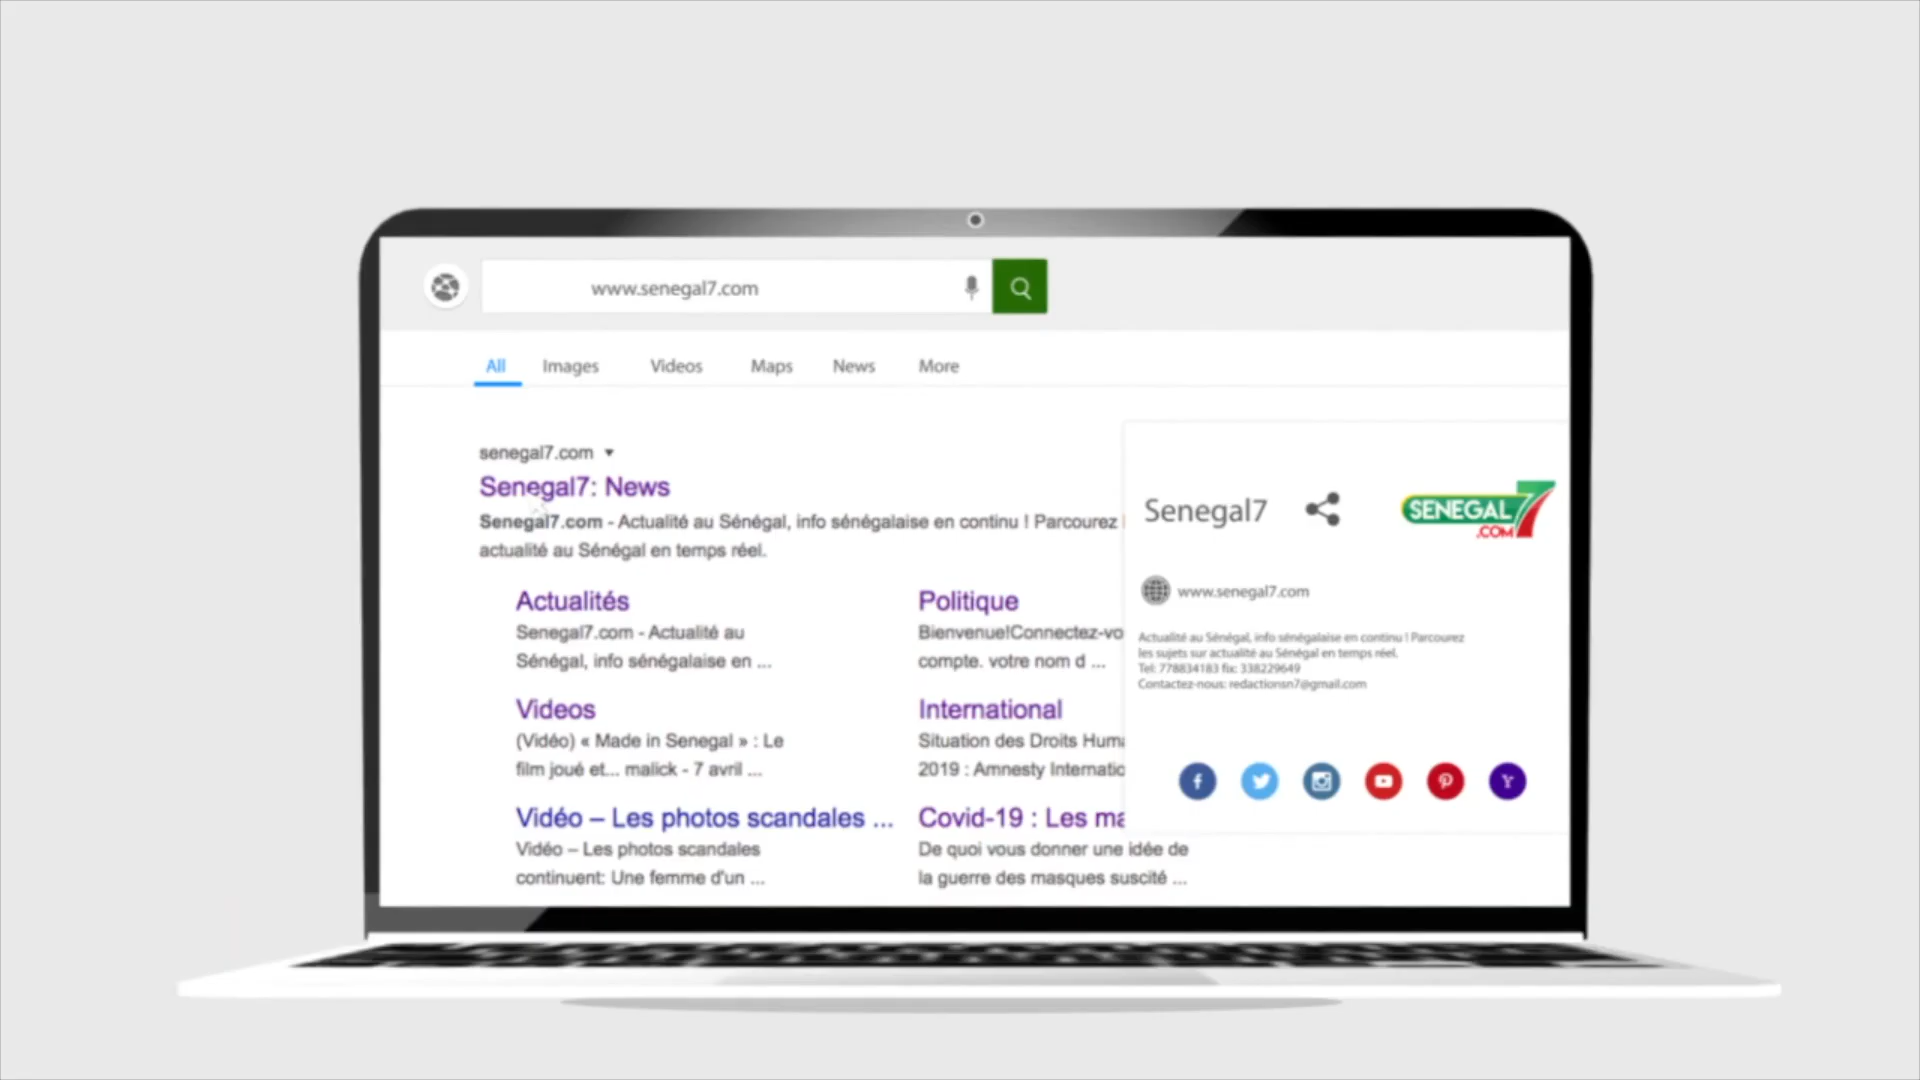 www.senegal7.com
All Images Videos Maps News More
senegal7.com
Senegal7: News
Senegal7.com - Actualité au Sénégal, info sénégalaise en continu ! Parcourez
actualité au Sénégal en temps réel.
Actualités
Senegal7.com - Actualité au
Sénégal, info sénégalaise en ...
Politique
Bienvenue!Connectez-vo
compte. votre nom d ...
Videos
(Vidéo) « Made in Senegal » : Le
film joué et... malick - 7 avril ...
International
Situation des Droits Huma
2019 : Amnesty Internatio
Vidéo – Les photos scandales ...
Vidéo – Les photos scandales
continuent: Une femme d'un ...
Covid-19 : Les ma
De quoi vous donner une idée de
la guerre des masques suscité ...
Senegal7
SENEGAL7
.COM
www.senegal7.com
Actualité au Sénégal, info sénégalaise en continu ! Parcourez
les sujets sur actualité au Sénégal en temps réel.
Tel: 778834183 fix: 338229649
Contactez-nous: redactionsn7@gmail.com